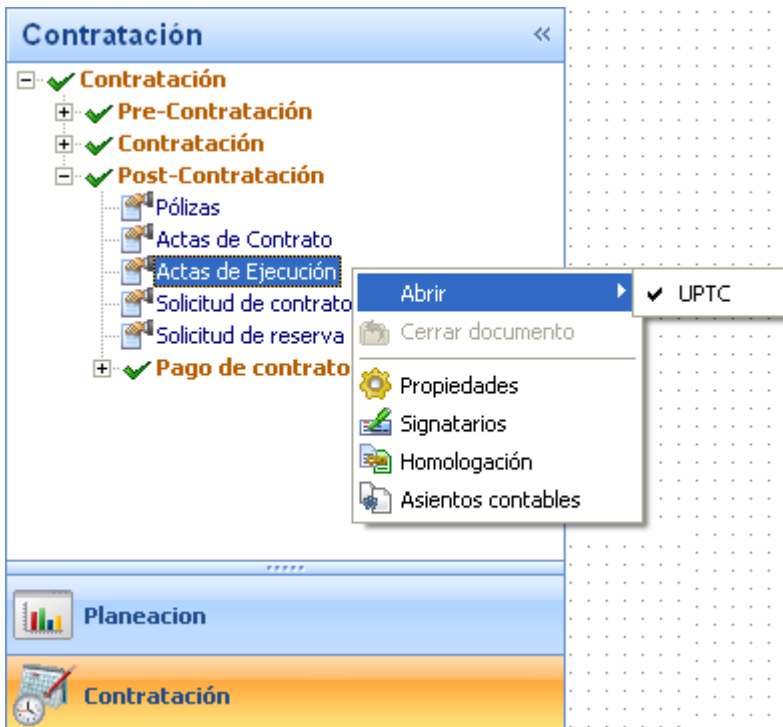 Contratación
Contratación
Pre-Contratación
Contratación
Post-Contratación
Pólizas
Actas de Contrato
Actas de Ejecución
Solicitud de contrato
Solicitud de reserva
Pago de contrato
Abrir
UPTC
Cerrar documento
Propiedades
Signatarios
Homologación
Asientos contables
Planeacion
Contratación